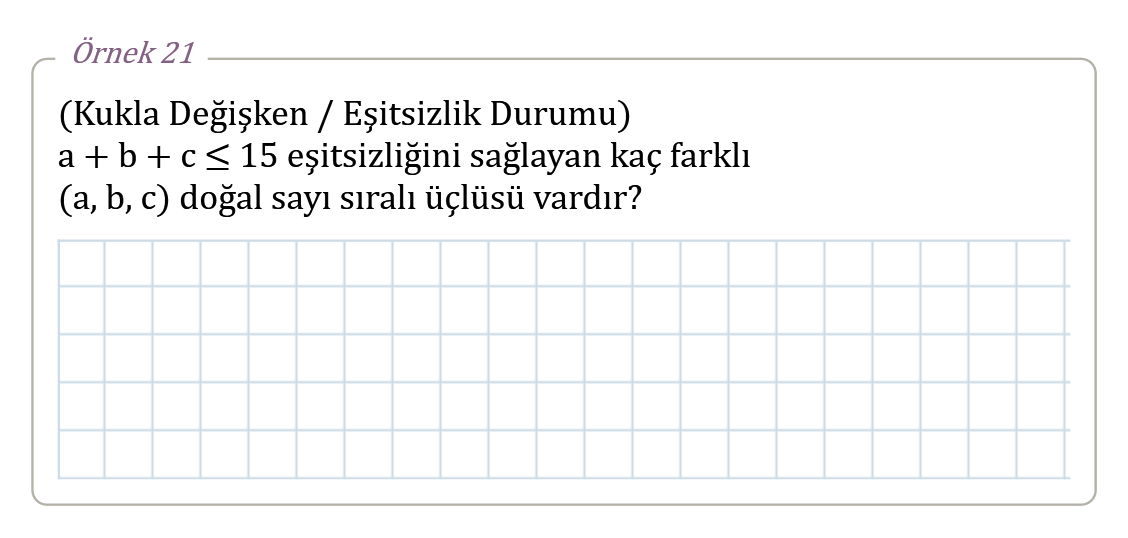 Örnek 21
(Kukla Değişken / Eşitsizlik Durumu)
a + b + c ≤ 15 eşitsizliğini sağlayan kaç farklı
(a, b, c) doğal sayı sıralı üçlüsü vardır?